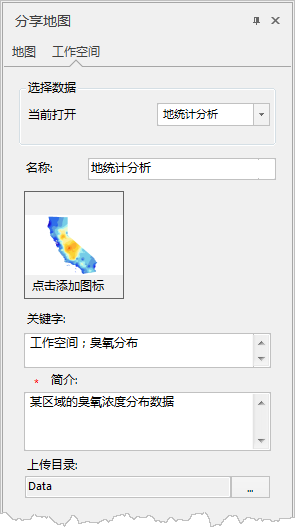 分享地图
地图 工作空间
选择数据
当前打开 地统计分析
名称: 地统计分析
点击添加图标
关键字:
工作空间；臭氧分布
* 简介:
某区域的臭氧浓度分布数据
上传目录:
Data ...